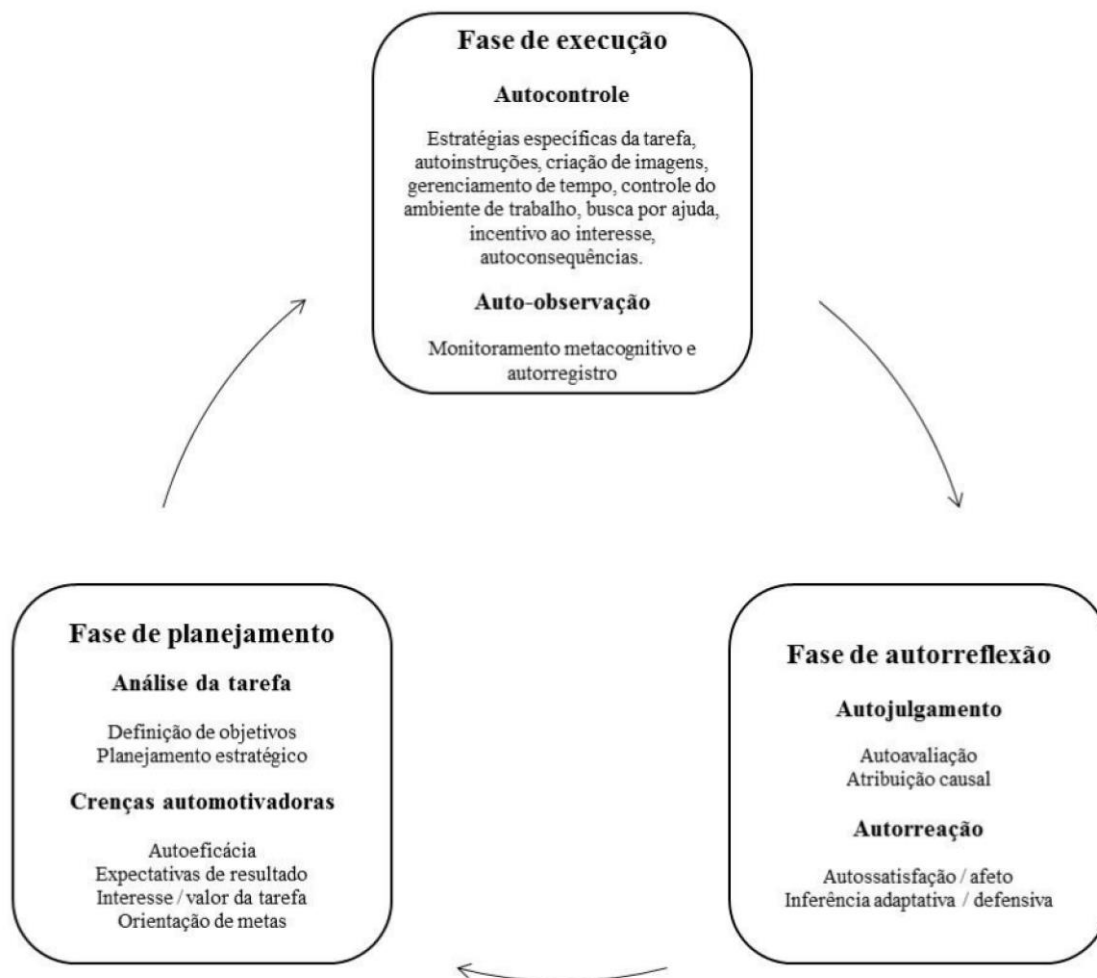 Fase de execução
Autocontrole
Estratégias específicas da tarefa,
autoinstruções, criação de imagens,
gerenciamento de tempo, controle do
ambiente de trabalho, busca por ajuda,
incentivo ao interesse,
autoconsequências.
Auto-observação
Monitoramento metacognitivo e
autorregistro
Fase de planejamento
Análise da tarefa
Definição de objetivos
Planejamento estratégico
Crenças automotivadoras
Autoeficácia
Expectativas de resultado
Interesse / valor da tarefa
Orientação de metas
Fase de autorreflexão
Autojulgamento
Autoavaliação
Atribuição causal
Autorreação
Autossatisfação / afeto
Inferência adaptativa / defensiva